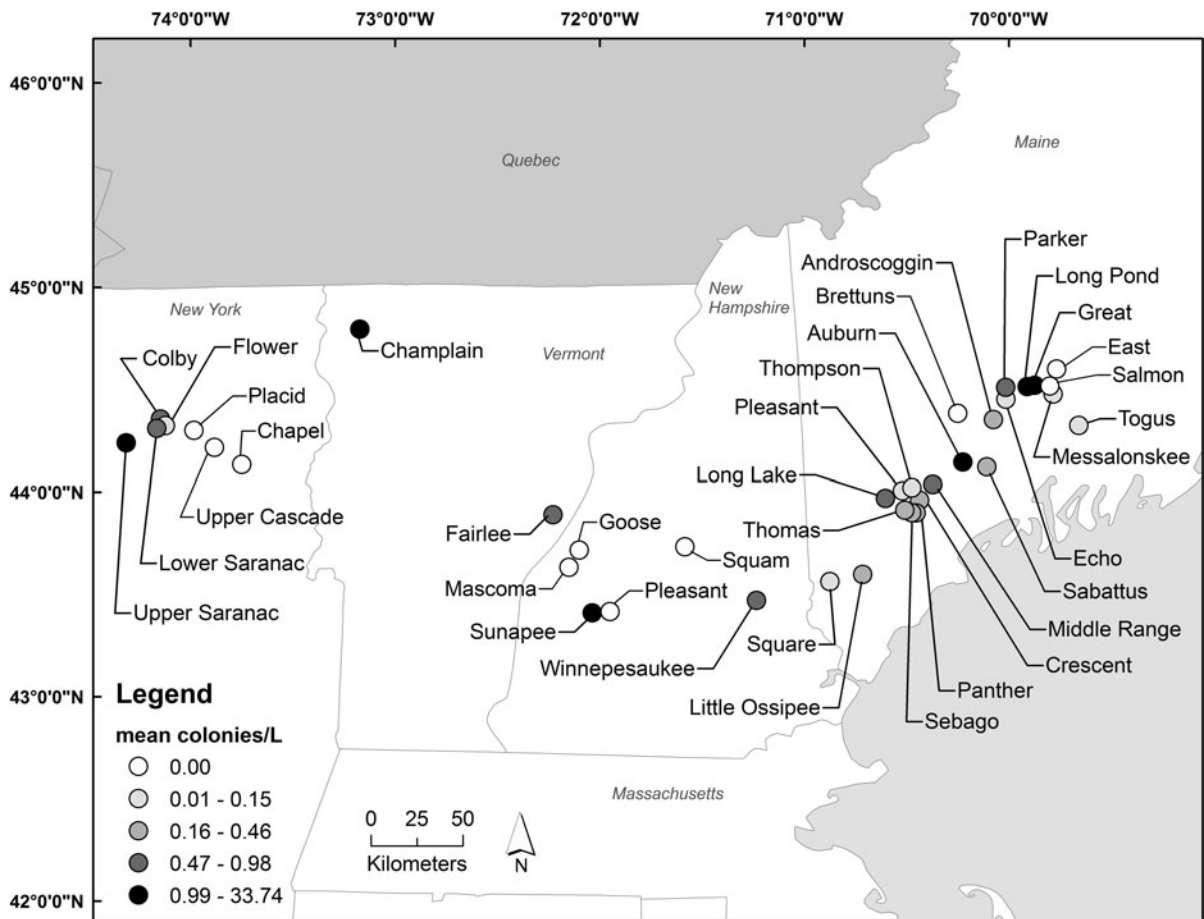 74°0'0"W
73°0'0"W
72°0'0"W
71°0'0"W
70°0'0"W
46°0'0"N
45°0'0"N
44°0'0"N
43°0'0"N
42°0'0"N
Quebec
Maine
New York
Vermont
New
Hampshire
Massachusetts
Colby
Flower
Placid
Chapel
Upper Cascade
Lower Saranac
Upper Saranac
Champlain
Fairlee
Goose
Mascoma
Squam
Pleasant
Sunapee
Winnepesaukee
Parker
Androscoggin
Long Pond
Brettuns
Great
Auburn
East
Thompson
Salmon
Pleasant
Togus
Messalonskee
Long Lake
Thomas
Echo
Sabattus
Square
Middle Range
Crescent
Little Ossipee
Panther
Sebago
Legend
mean colonies/L
0.00
0.01 - 0.15
0.16 - 0.46
0.47 - 0.98
0.99 - 33.74
0 25 50
Kilometers
N